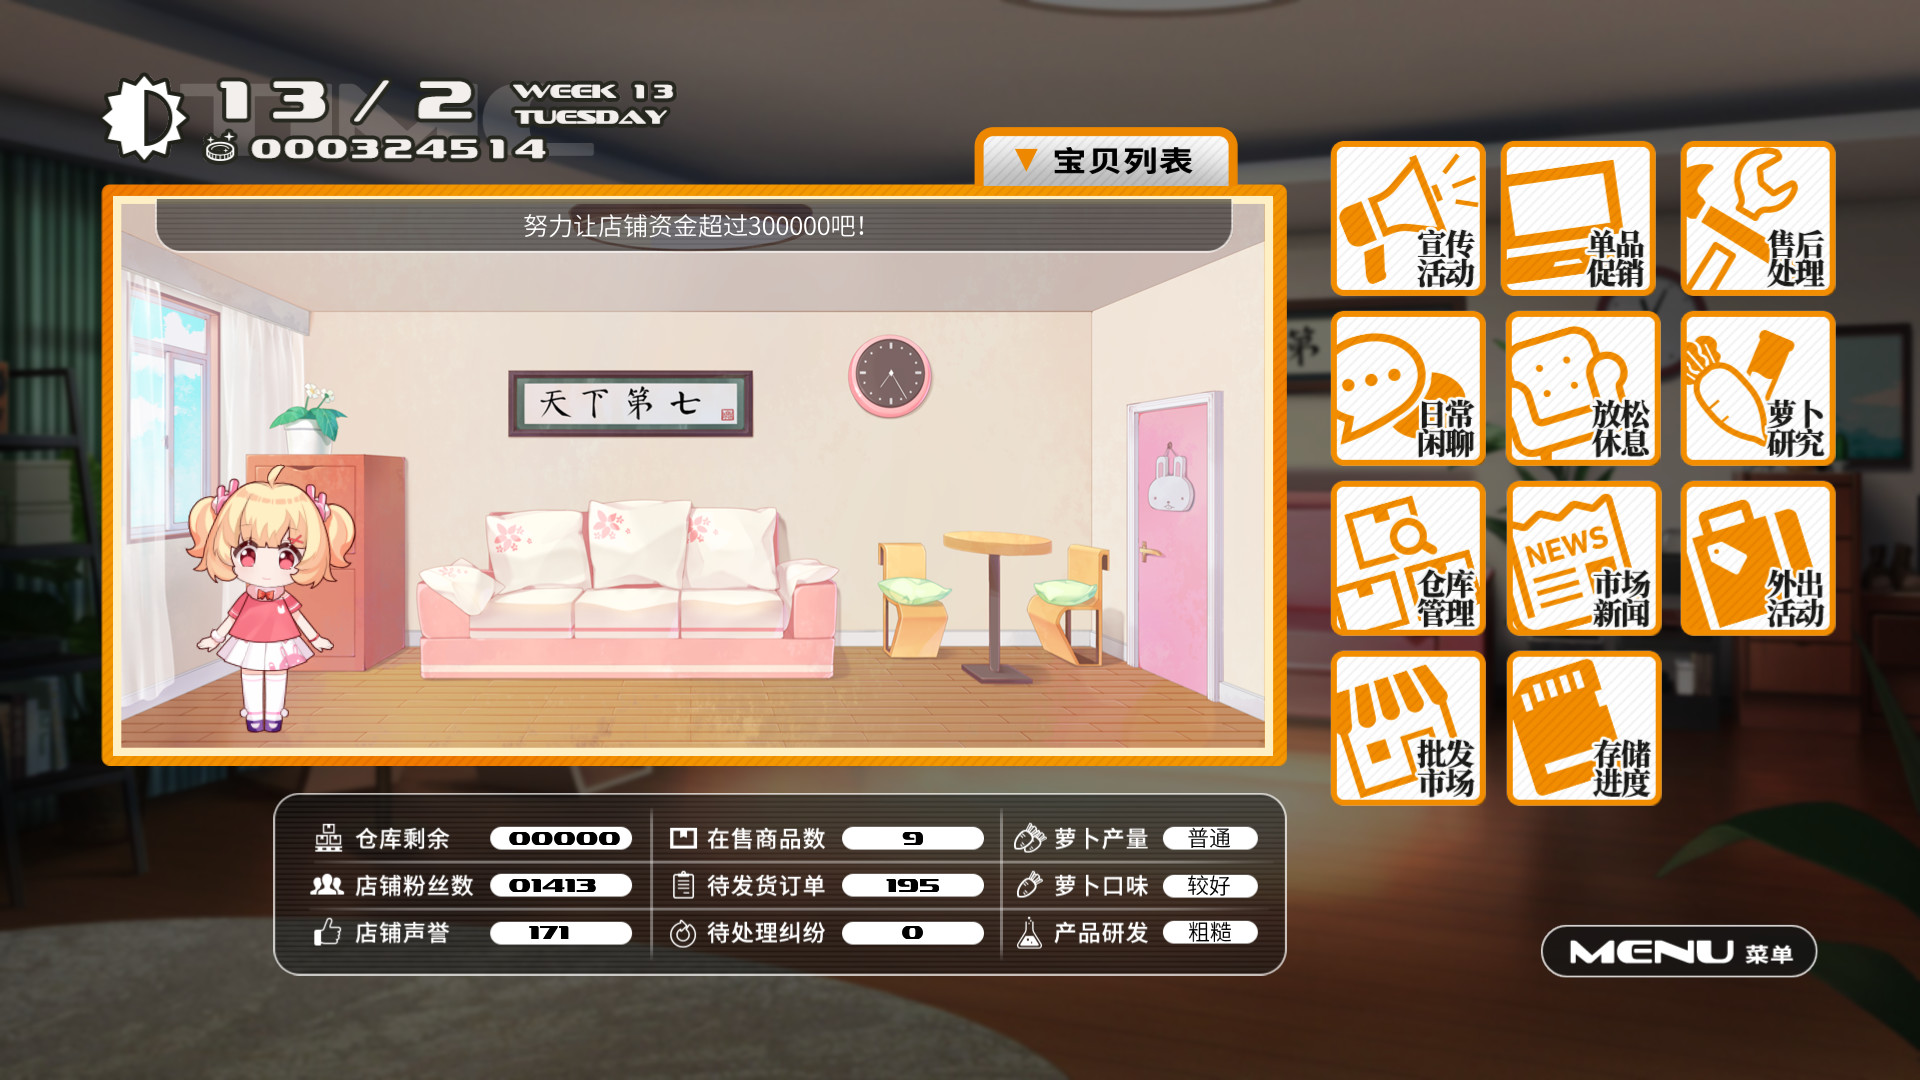 13/2
WEEK 13
TUESDAY
000324514
宝贝列表
努力让店铺资金超过300000吧!
天下第七
宣传
活动
单品
促销
售后
处理
日常
闲聊
放松
休息
萝卜
研究
仓库
管理
NEWS
市场
新闻
外出
活动
批发
市场
存储
进度
仓库剩余 00000
在售商品数 9
萝卜产量 普通
店铺粉丝数 01413
待发货订单 195
萝卜口味 较好
店铺声誉 171
待处理纠纷 0
产品研发 粗糙
MENU 菜单
第